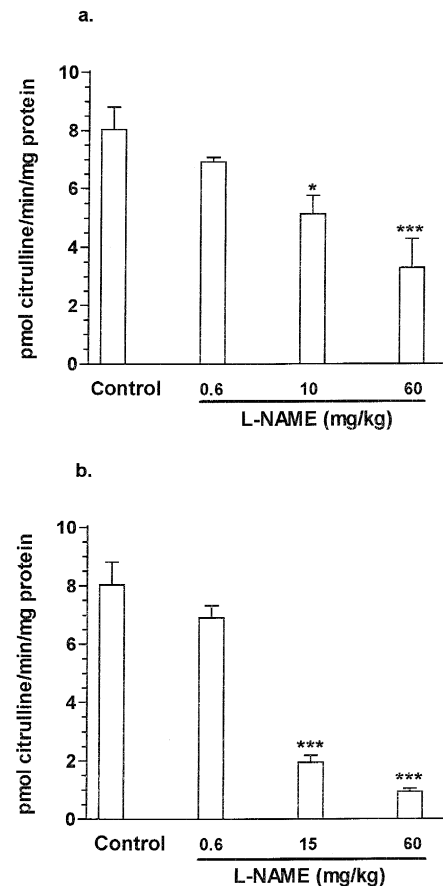 a.
pmol citrulline/min/mg protein
10
8
6
4
2
0
*
***
Control 0.6 10 60
L-NAME (mg/kg)
b.
pmol citrulline/min/mg protein
10
8
6
4
2
0
***
***
Control 0.6 15 60
L-NAME (mg/kg)